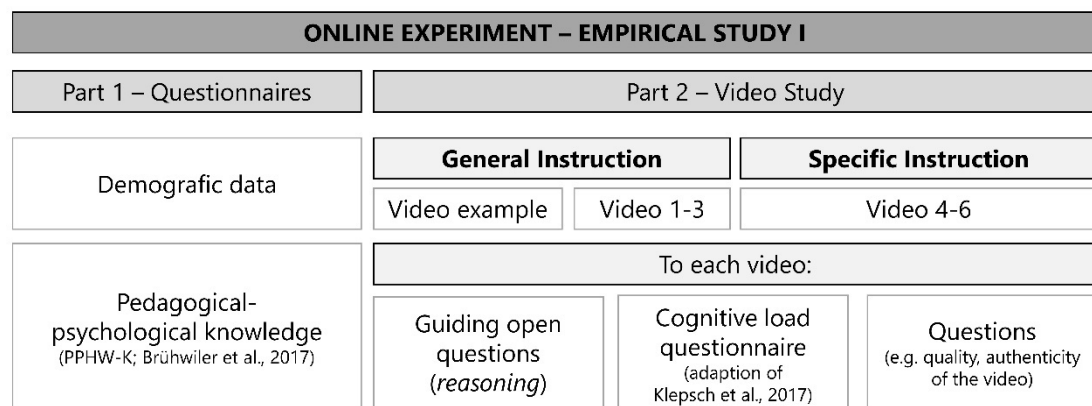 ONLINE EXPERIMENT – EMPIRICAL STUDY I
Part 1 – Questionnaires
Part 2 – Video Study
Demografic data
General Instruction
Specific Instruction
Video example
Video 1-3
Video 4-6
Pedagogical-
psychological knowledge
(PPHW-K; Brühwiler et al., 2017)
To each video:
Guiding open
questions
(reasoning)
Cognitive load
questionnaire
(adaption of
Klepsch et al., 2017)
Questions
(e.g. quality, authenticity
of the video)